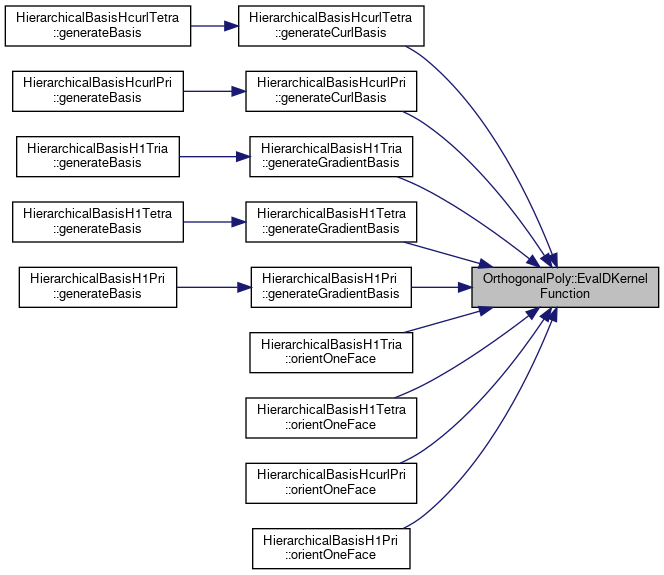 HierarchicalBasisHcurlTetra
::generateBasis
HierarchicalBasisHcurlTetra
::generateCurlBasis
HierarchicalBasisHcurlPri
::generateBasis
HierarchicalBasisHcurlPri
::generateCurlBasis
HierarchicalBasisH1Tria
::generateBasis
HierarchicalBasisH1Tria
::generateGradientBasis
HierarchicalBasisH1Tetra
::generateBasis
HierarchicalBasisH1Tetra
::generateGradientBasis
HierarchicalBasisH1Pri
::generateBasis
HierarchicalBasisH1Pri
::generateGradientBasis
OrthogonalPoly::EvalDKernel
Function
HierarchicalBasisH1Tria
::orientOneFace
HierarchicalBasisH1Tetra
::orientOneFace
HierarchicalBasisHcurlPri
::orientOneFace
HierarchicalBasisH1Pri
::orientOneFace